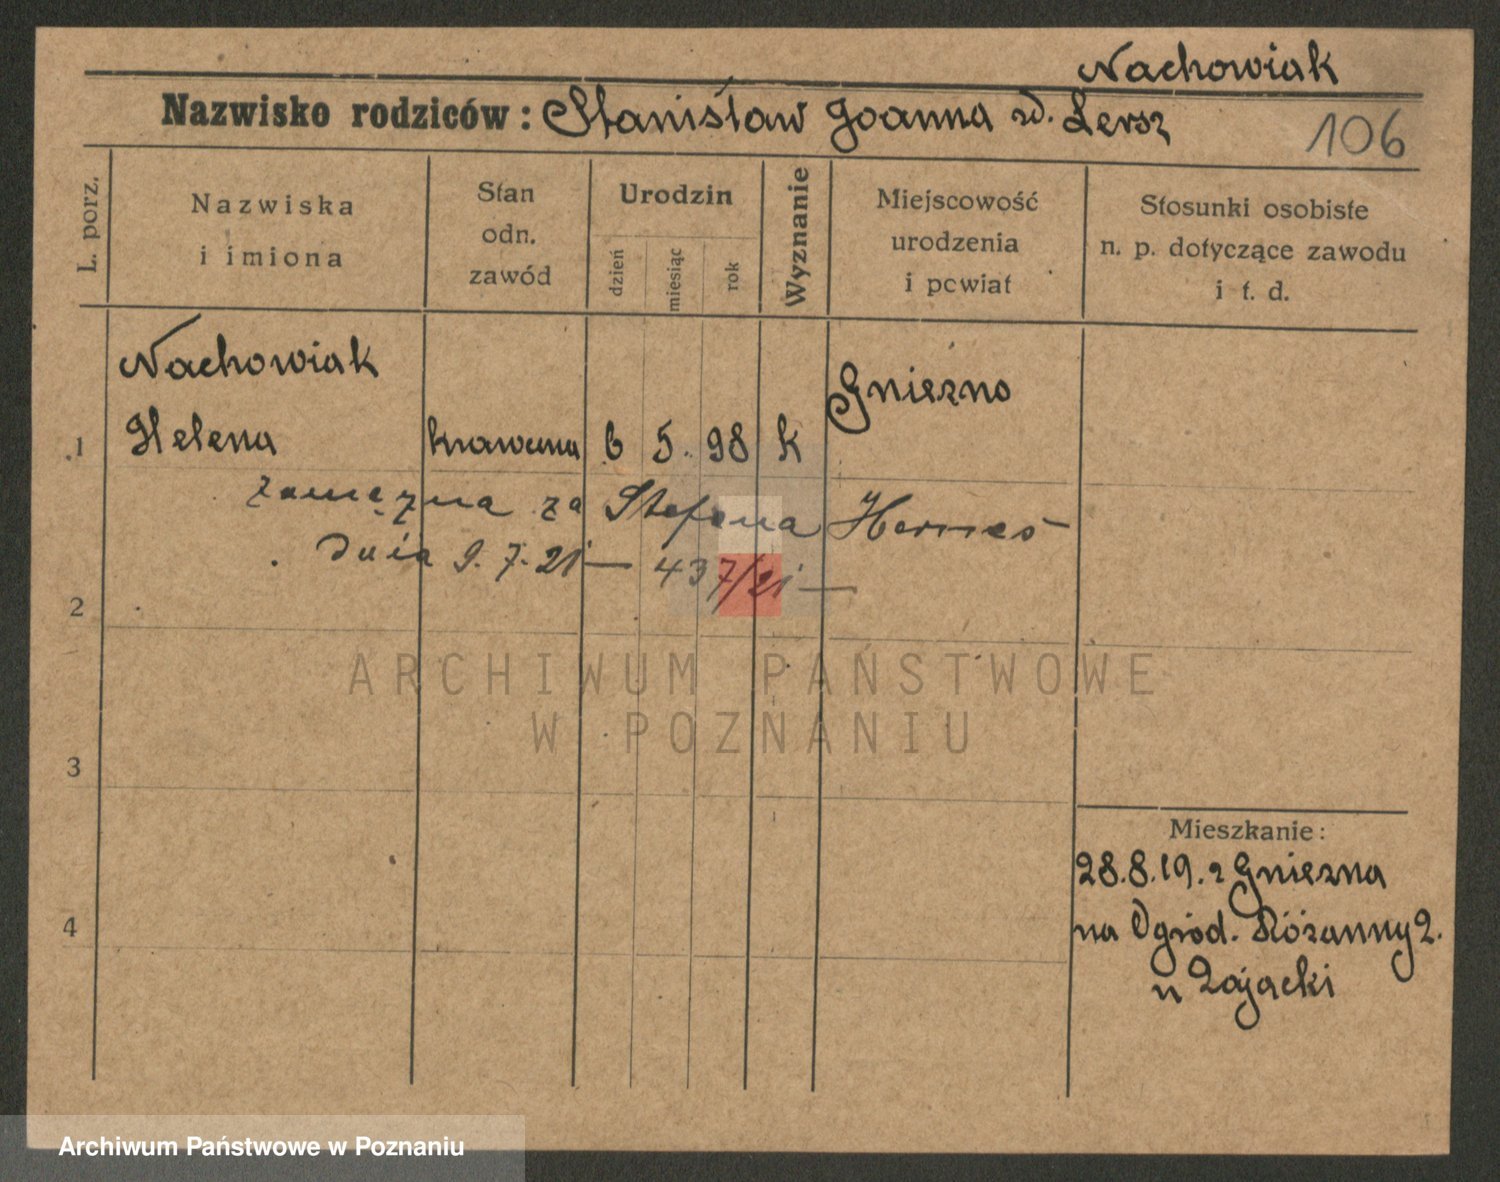 Nachowiak
Nazwisko rodziców: Stanisław Joanna zd. Lersz
106
L. porz.
Nazwiska i imiona
Stan odn. zawód
Urodzin
dzień
miesiąc
rok
Wyznanie
Miejscowość urodzenia i powiat
Stosunki osobiste n. p. dotyczące zawodu i t. d.
Nachowiak
Gniezno
1 Helena krawcowa 6 5. 98 k
zamężna za Stefana Hermes
dnia 9. 7. 21 — 437/21 —
2
ARCHIWUM PAŃSTWOWE
W POZNANIU
3
4
Mieszkanie:
28.8.19. z Gniezna
na Ogród. Różanny 2.
u Zająacki
Archiwum Państwowe w Poznaniu